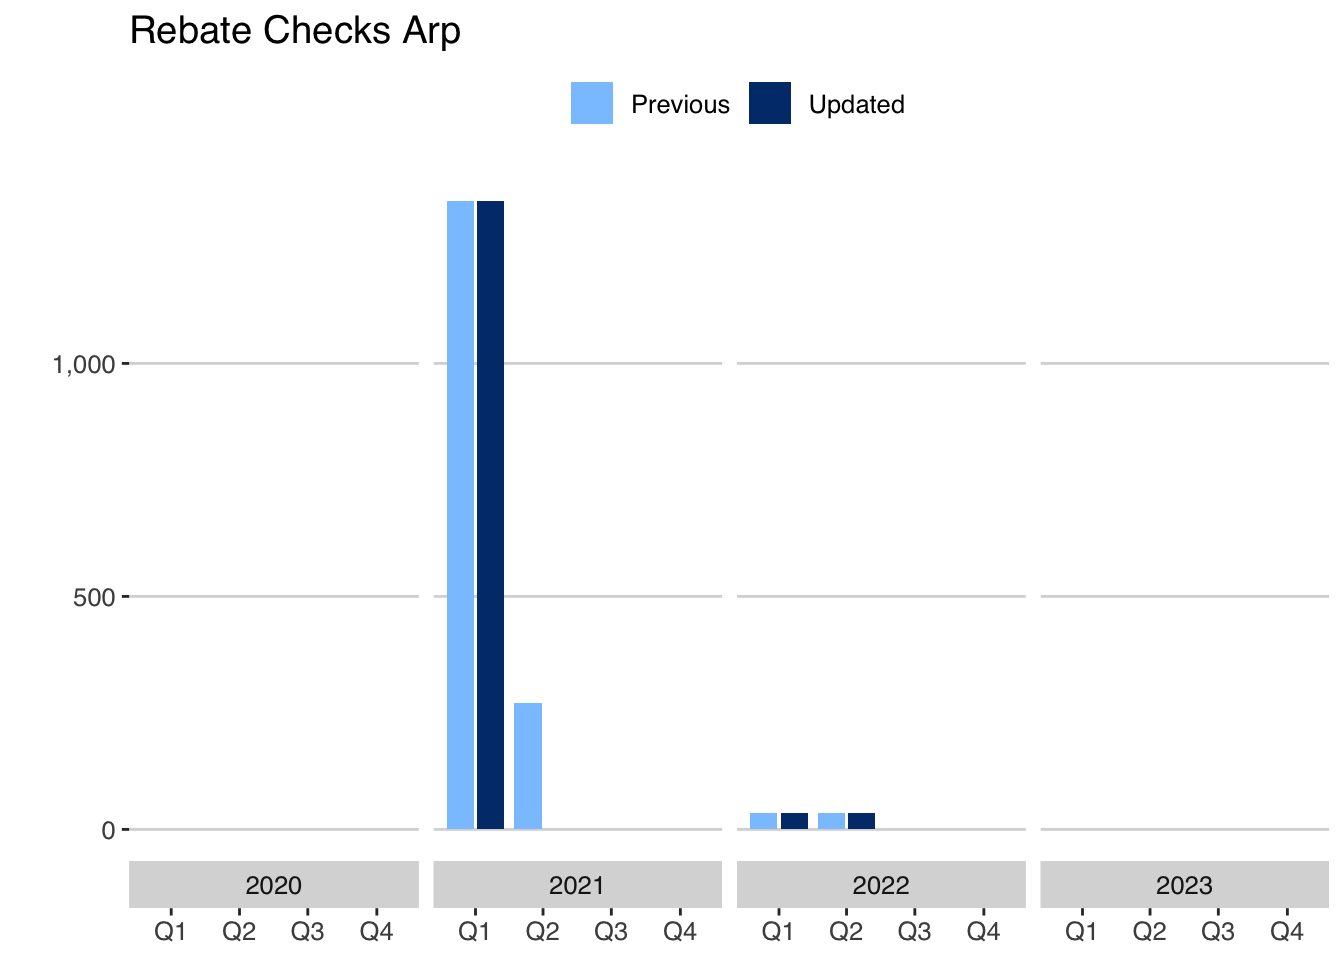 Rebate Checks Arp
Previous Updated
1,000
500
0
2020 2021 2022 2023
Q1 Q2 Q3 Q4 Q1 Q2 Q3 Q4 Q1 Q2 Q3 Q4 Q1 Q2 Q3 Q4